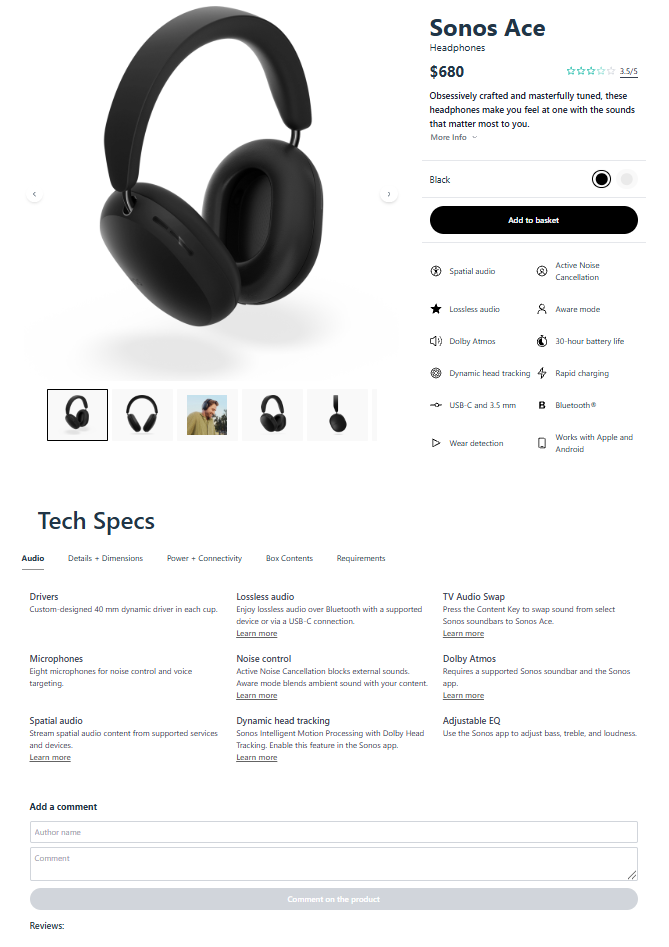 Sonos Ace
Headphones
$680
3.5/5
Obsessively crafted and masterfully tuned, these
headphones make you feel at one with the sounds
that matter most to you.
More Info
Black
Add to basket
Spatial audio
Active Noise
Cancellation
Lossless audio
Aware mode
Dolby Atmos
30-hour battery life
Dynamic head tracking
Rapid charging
USB-C and 3.5 mm
B Bluetooth®
Wear detection
Works with Apple and
Android
Tech Specs
Audio Details + Dimensions Power + Connectivity Box Contents Requirements
Drivers
Custom-designed 40 mm dynamic driver in each cup.
Lossless audio
Enjoy lossless audio over Bluetooth with a supported
device or via a USB-C connection.
Learn more
TV Audio Swap
Press the Content Key to swap sound from select
Sonos soundbars to Sonos Ace.
Learn more
Microphones
Eight microphones for noise control and voice
targeting.
Noise control
Active Noise Cancellation blocks external sounds.
Aware mode blends ambient sound with your content.
Learn more
Dolby Atmos
Requires a supported Sonos soundbar and the Sonos
app.
Learn more
Spatial audio
Stream spatial audio content from supported services
and devices.
Learn more
Dynamic head tracking
Sonos Intelligent Motion Processing with Dolby Head
Tracking. Enable this feature in the Sonos app.
Learn more
Adjustable EQ
Use the Sonos app to adjust bass, treble, and loudness.
Add a comment
Author name
Comment
Comment on the product
Reviews: